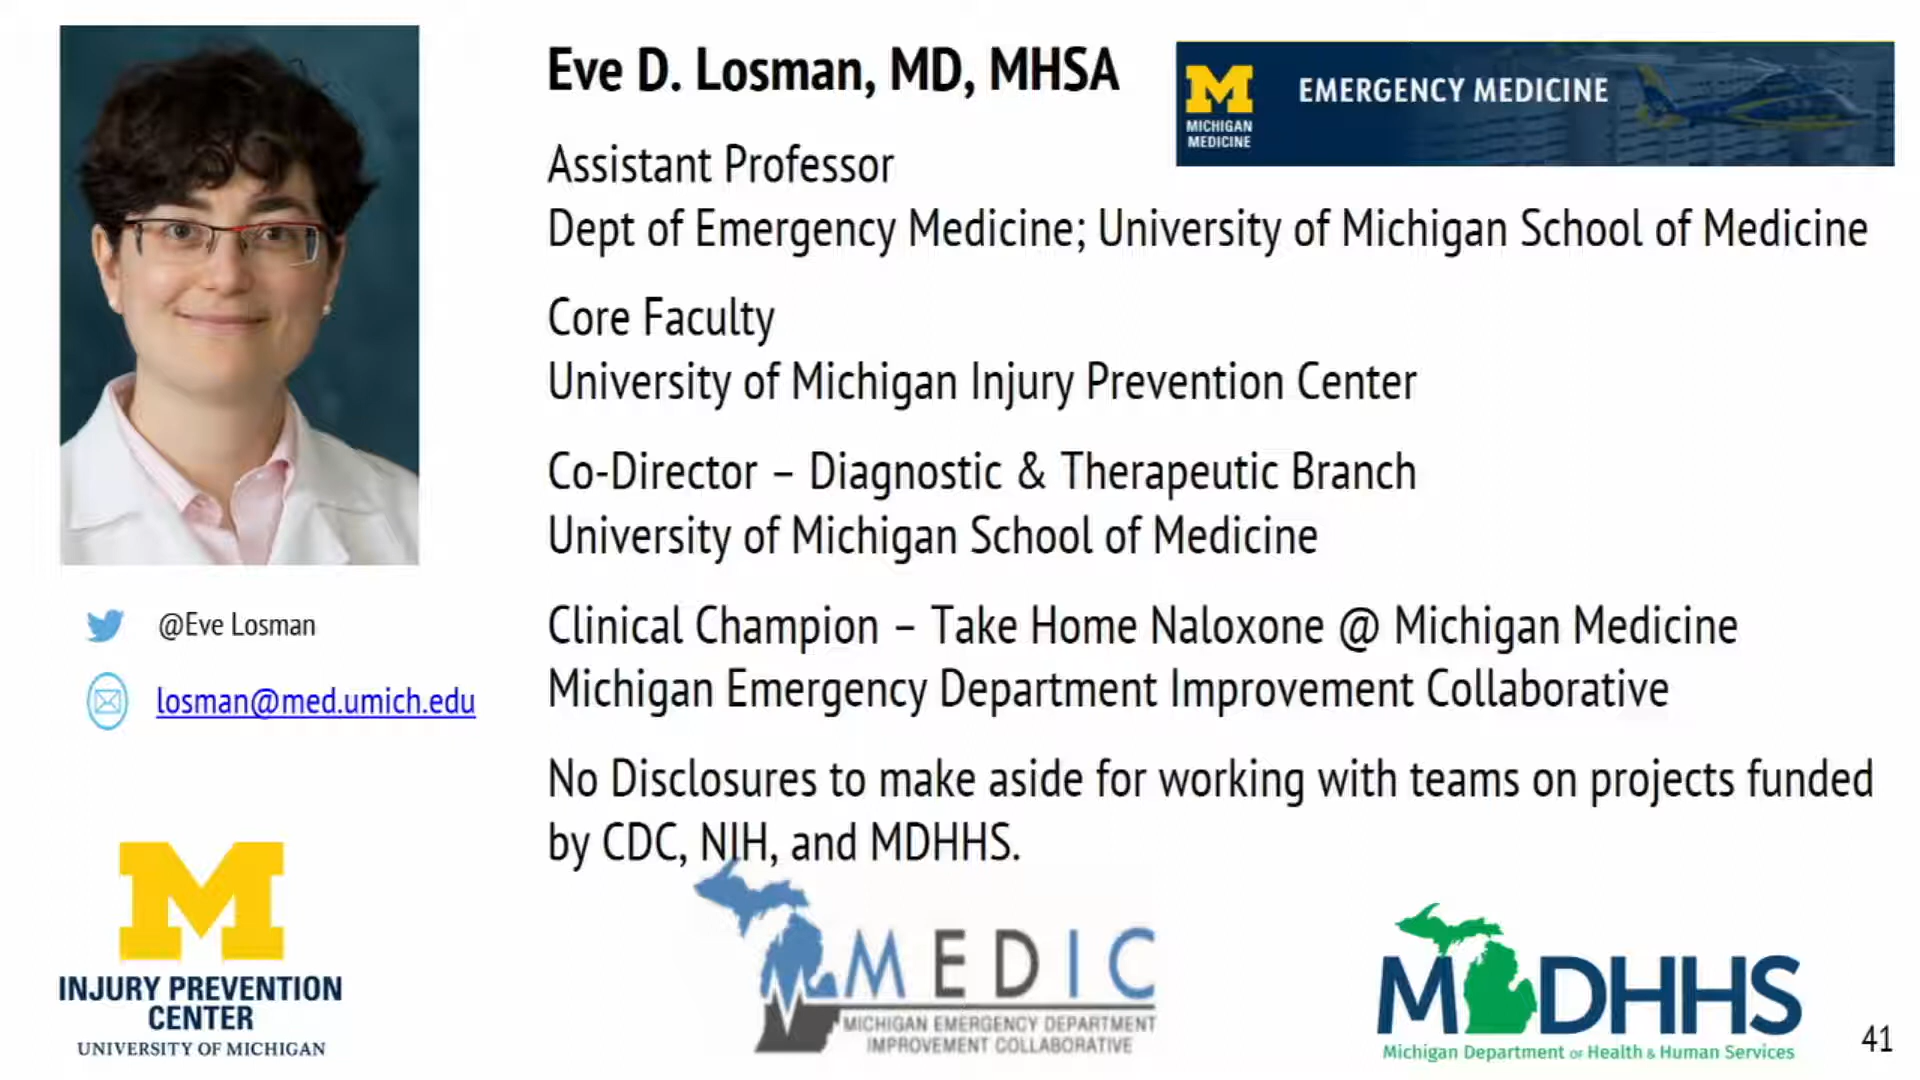 Eve D. Losman, MD, MHSA
M
MICHIGAN
MEDICINE
EMERGENCY MEDICINE
Assistant Professor
Dept of Emergency Medicine; University of Michigan School of Medicine
Core Faculty
University of Michigan Injury Prevention Center
Co-Director – Diagnostic & Therapeutic Branch
University of Michigan School of Medicine
Clinical Champion – Take Home Naloxone @ Michigan Medicine
Michigan Emergency Department Improvement Collaborative
No Disclosures to make aside for working with teams on projects funded
by CDC, NIH, and MDHHS.
@Eve Losman
losman@med.umich.edu
M
INJURY PREVENTION
CENTER
UNIVERSITY OF MICHIGAN
MEDIC
MICHIGAN EMERGENCY DEPARTMENT
IMPROVEMENT COLLABORATIVE
MDHHS
Michigan Department of Health & Human Services
41